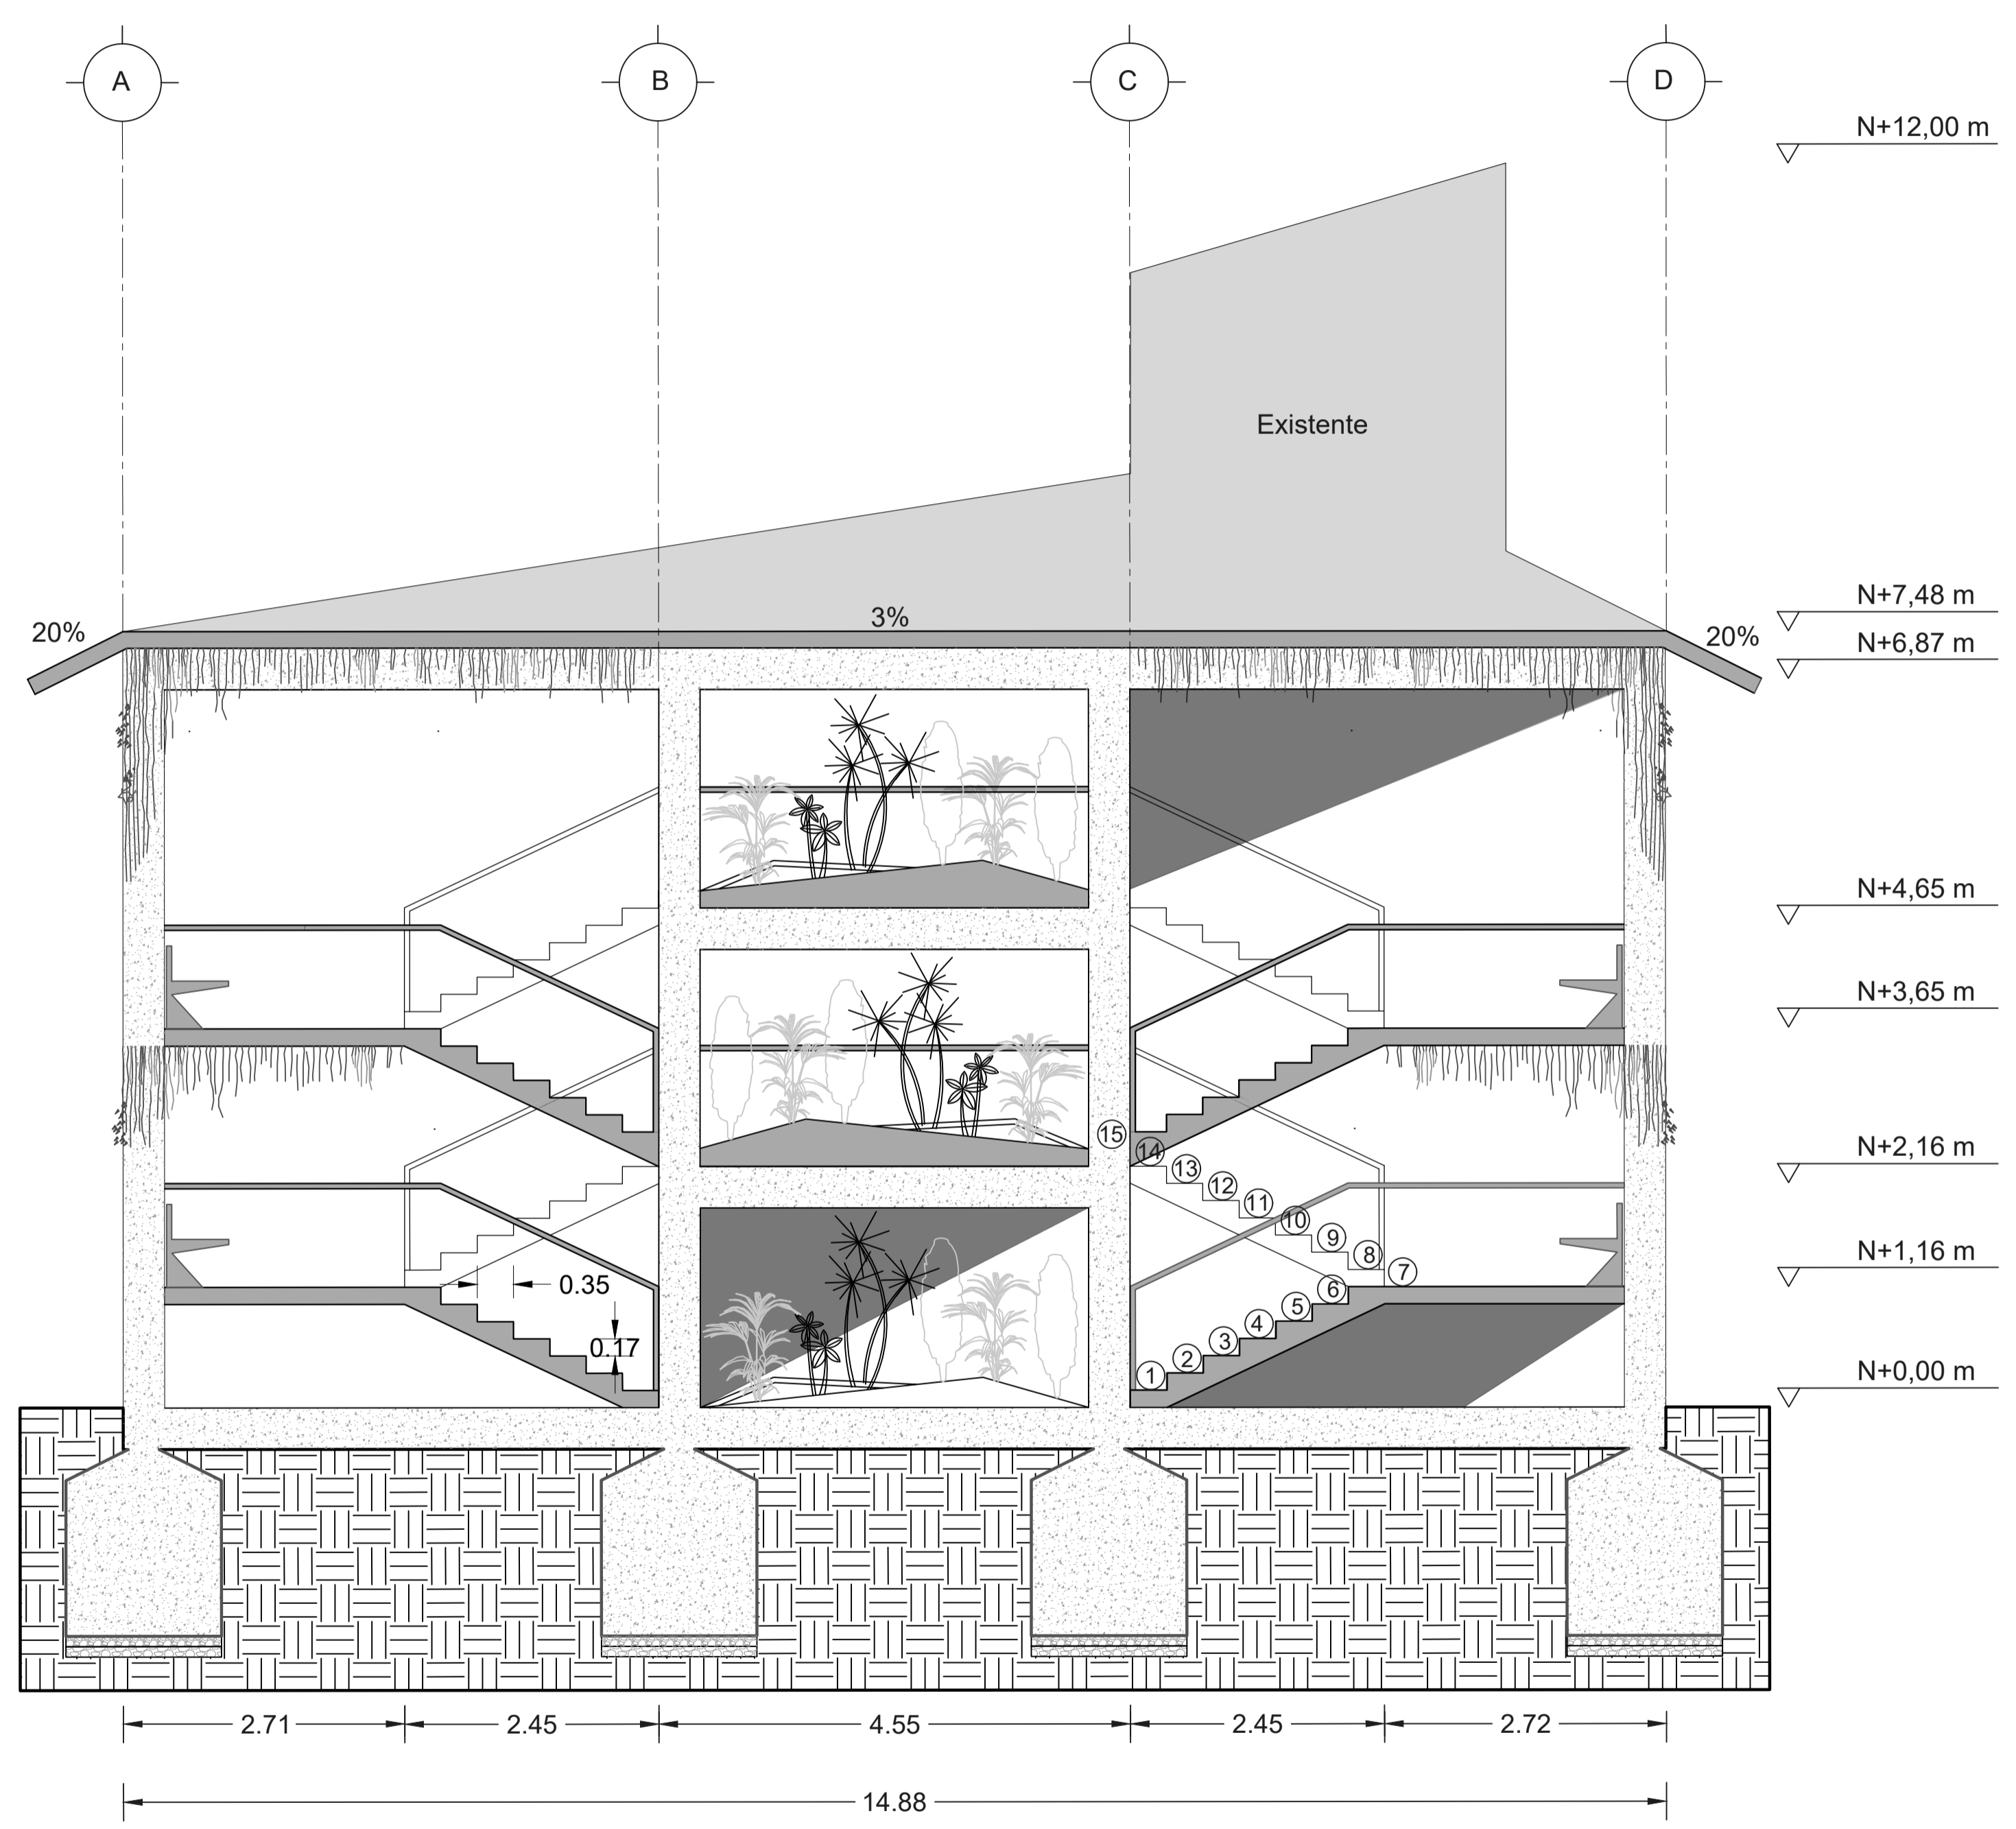 A
B
C
D
N+12,00 m
Existente
N+7,48 m
20%
3%
20%
N+6,87 m
N+4,65 m
N+3,65 m
15
14
13
12
11
10
9
8
7
N+2,16 m
N+1,16 m
0.35
0.17
6
5
4
3
2
1
N+0,00 m
2.71
2.45
4.55
2.45
2.72
14.88